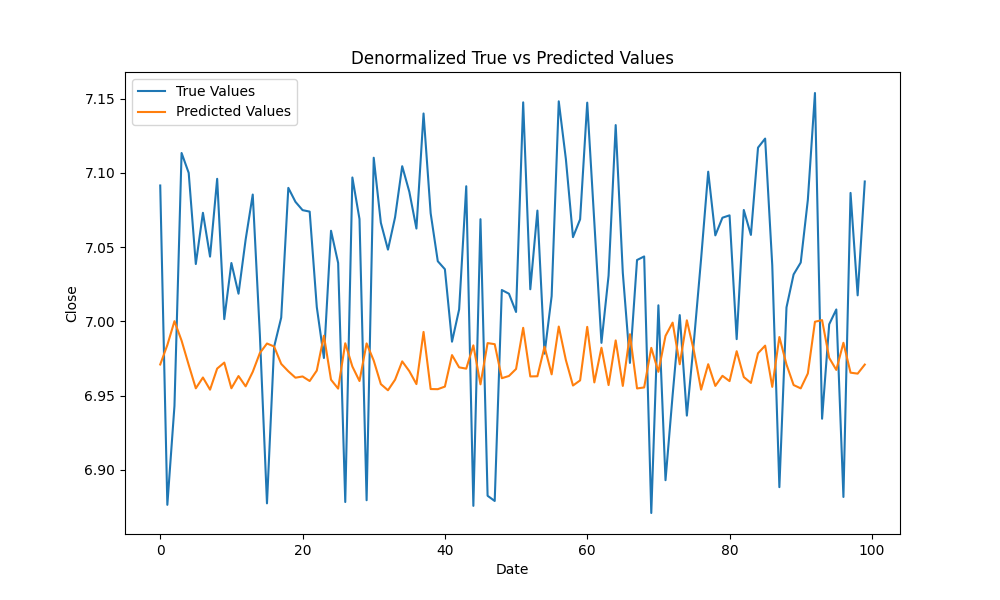 Denormalized True vs Predicted Values
True Values
Predicted Values
7.15
7.10
7.05
7.00
6.95
6.90
Close
0 20 40 60 80 100
Date